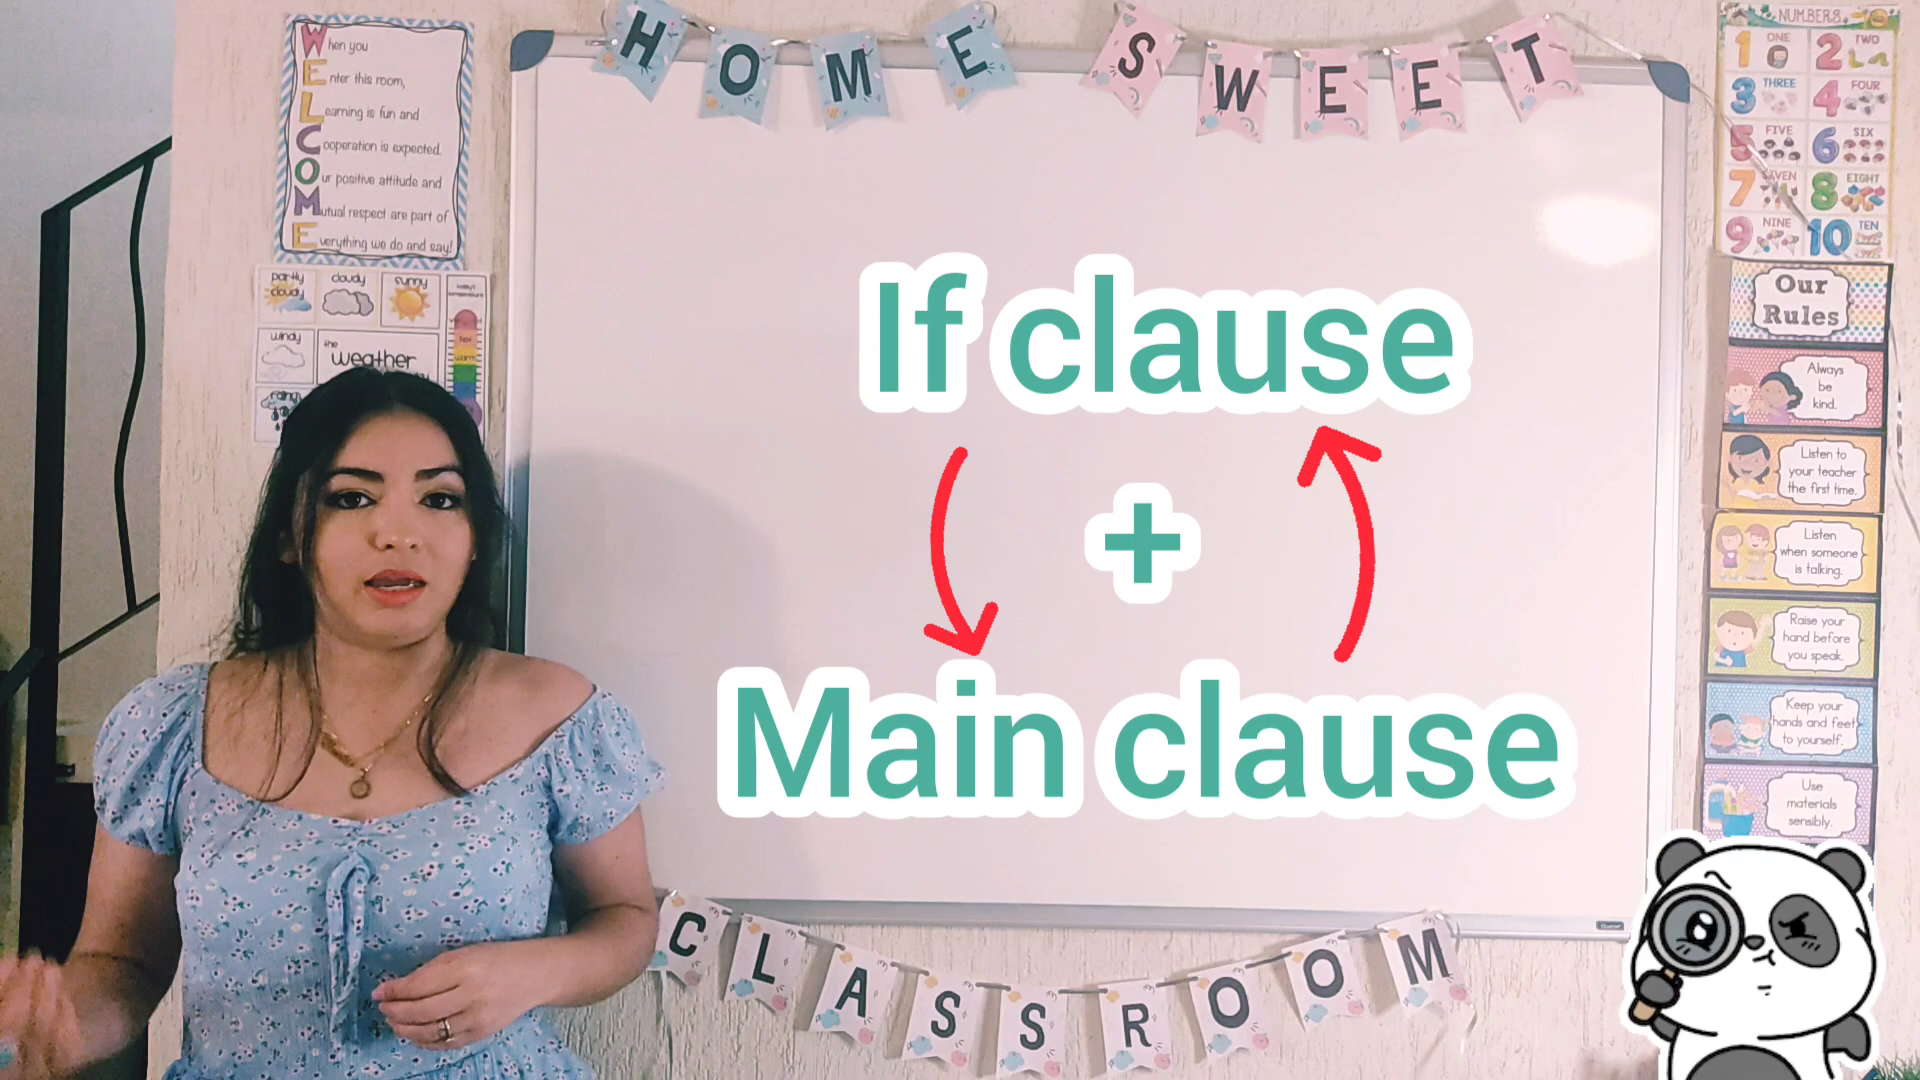 HOME SWEET
When you
Enter this room,
Learning is fun and
Cooperation is expected.
Our positive attitude and
Mutual respect are part of
Everything we do and say!
partly cloudy
cloudy
sunny
windy
the
weather
rainy
If clause
+
Main clause
CLASSROOM
NUMBERS
1 ONE
2 TWO
3 THREE
4 FOUR
5 FIVE
6 SIX
7 SEVEN
8 EIGHT
9 NINE
10 TEN
Our
Rules
Always
be
kind.
Listen to
your teacher
the first time.
Listen
when someone
is talking.
Raise your
hand before
you speak.
Keep your
hands and feet
to yourself.
Use
materials
sensibly.